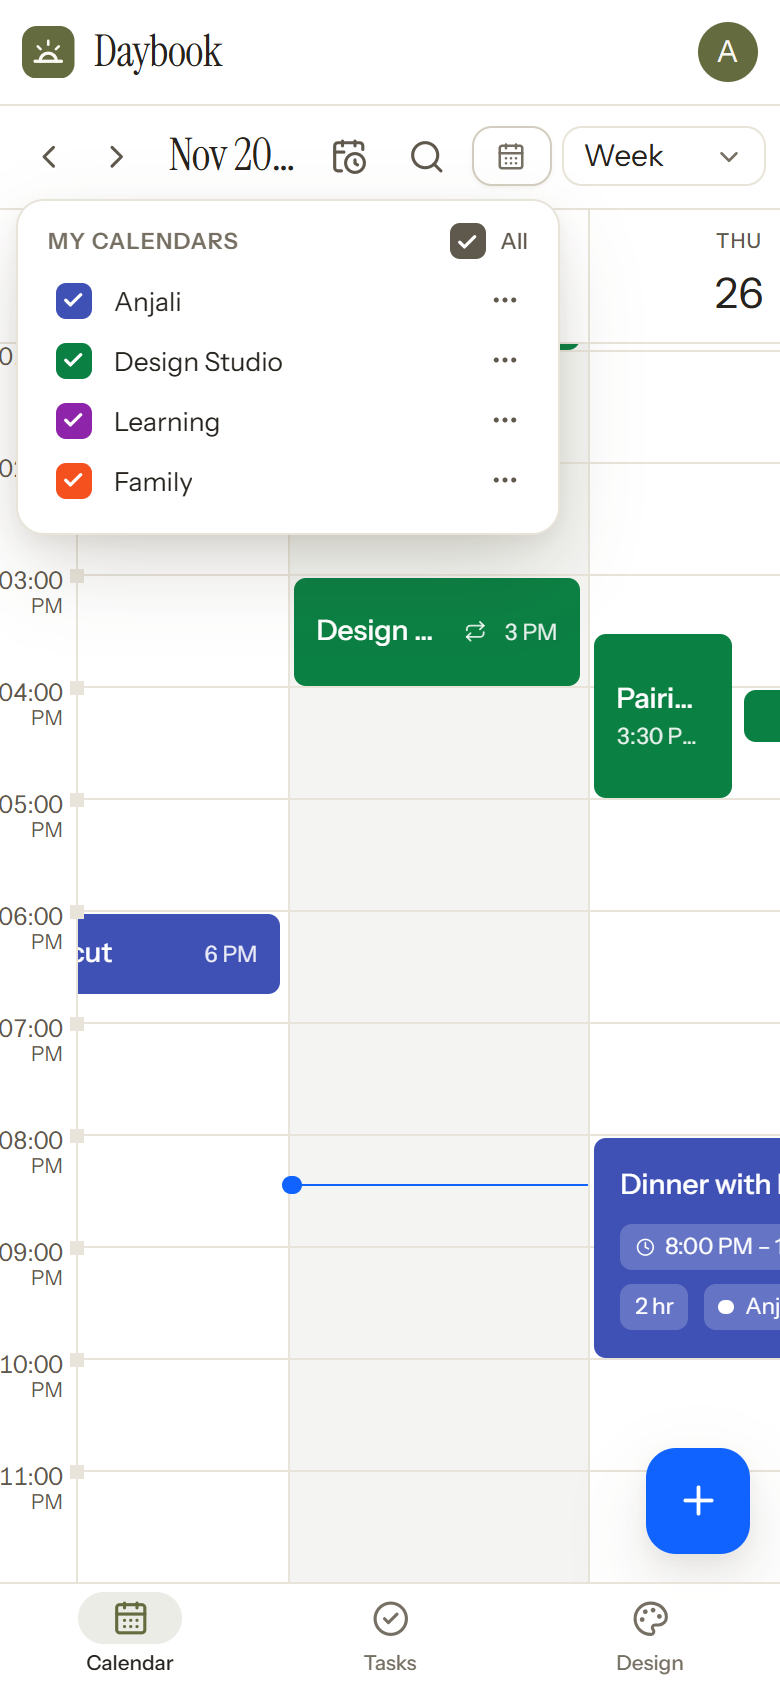 Daybook
A
Nov 20...
Week
MY CALENDARS
All
Anjali
Design Studio
Learning
Family
THU
26
03:00 PM
04:00 PM
05:00 PM
06:00 PM
07:00 PM
08:00 PM
09:00 PM
10:00 PM
11:00 PM
Design ...
3 PM
Pairi...
3:30 P...
cut
6 PM
Dinner with
8:00 PM – 1
2 hr
Anj
Calendar
Tasks
Design